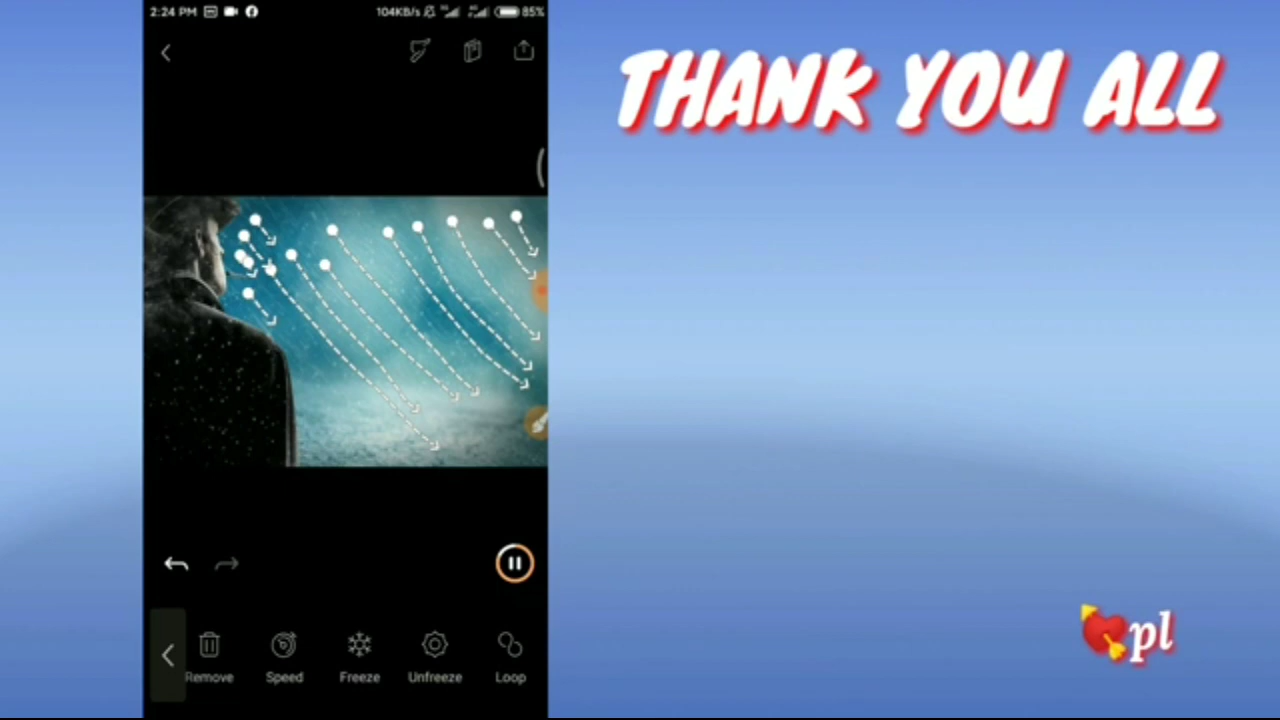 2:24 PM 104KB/s 85%
THANK YOU ALL
pl
Remove Speed Freeze Unfreeze Loop